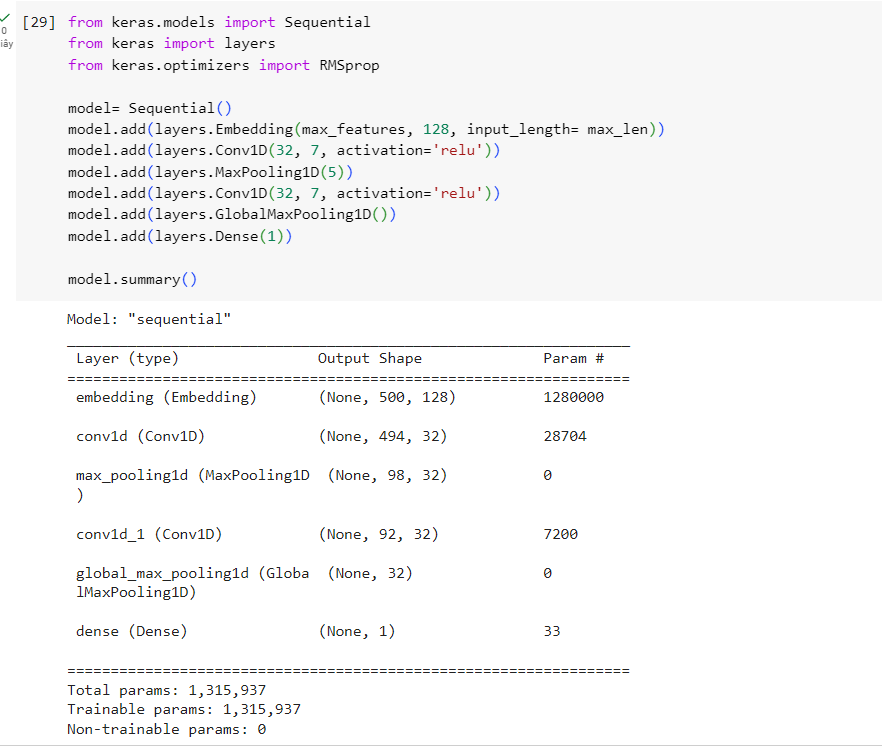 [29] from keras.models import Sequential
0
iây
from keras import layers
from keras.optimizers import RMSprop
model= Sequential()
model.add(layers.Embedding(max_features, 128, input_length= max_len))
model.add(layers.Conv1D(32, 7, activation='relu'))
model.add(layers.MaxPooling1D(5))
model.add(layers.Conv1D(32, 7, activation='relu'))
model.add(layers.GlobalMaxPooling1D())
model.add(layers.Dense(1))
model.summary()
Model: "sequential"
_________________________________________________________________
Layer (type) Output Shape Param #
=================================================================
embedding (Embedding) (None, 500, 128) 1280000
conv1d (Conv1D) (None, 494, 32) 28704
max_pooling1d (MaxPooling1D (None, 98, 32) 0
)
conv1d_1 (Conv1D) (None, 92, 32) 7200
global_max_pooling1d (Globa (None, 32) 0
lMaxPooling1D)
dense (Dense) (None, 1) 33
=================================================================
Total params: 1,315,937
Trainable params: 1,315,937
Non-trainable params: 0